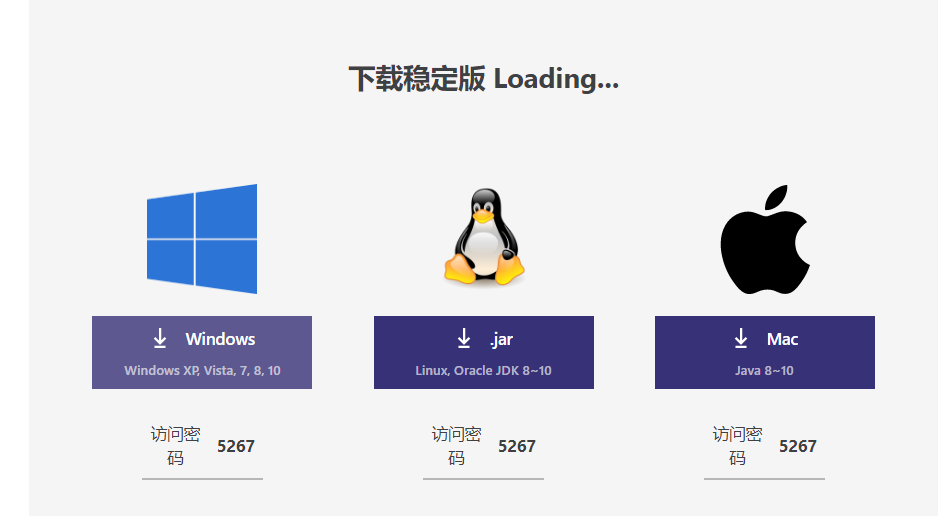 下载稳定版 Loading...
Windows
Windows XP, Vista, 7, 8, 10
.jar
Linux, Oracle JDK 8~10
Mac
Java 8~10
访问密
码
5267
访问密
码
5267
访问密
码
5267